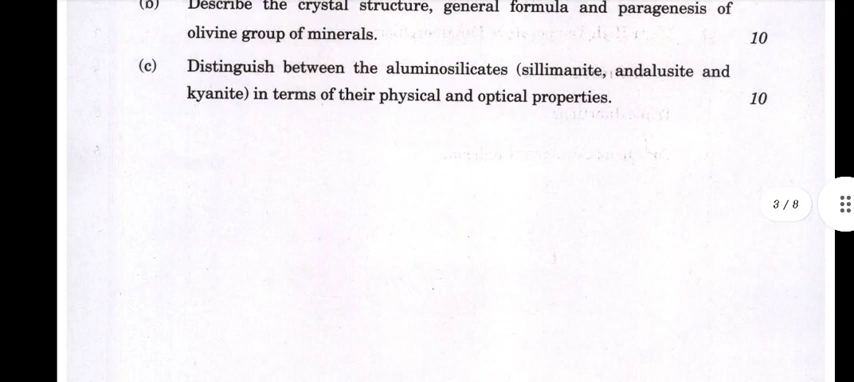 (b) Describe the crystal structure, general formula and paragenesis of
olivine group of minerals. 10
(c) Distinguish between the aluminosilicates (sillimanite, andalusite and
kyanite) in terms of their physical and optical properties. 10
3 / 8